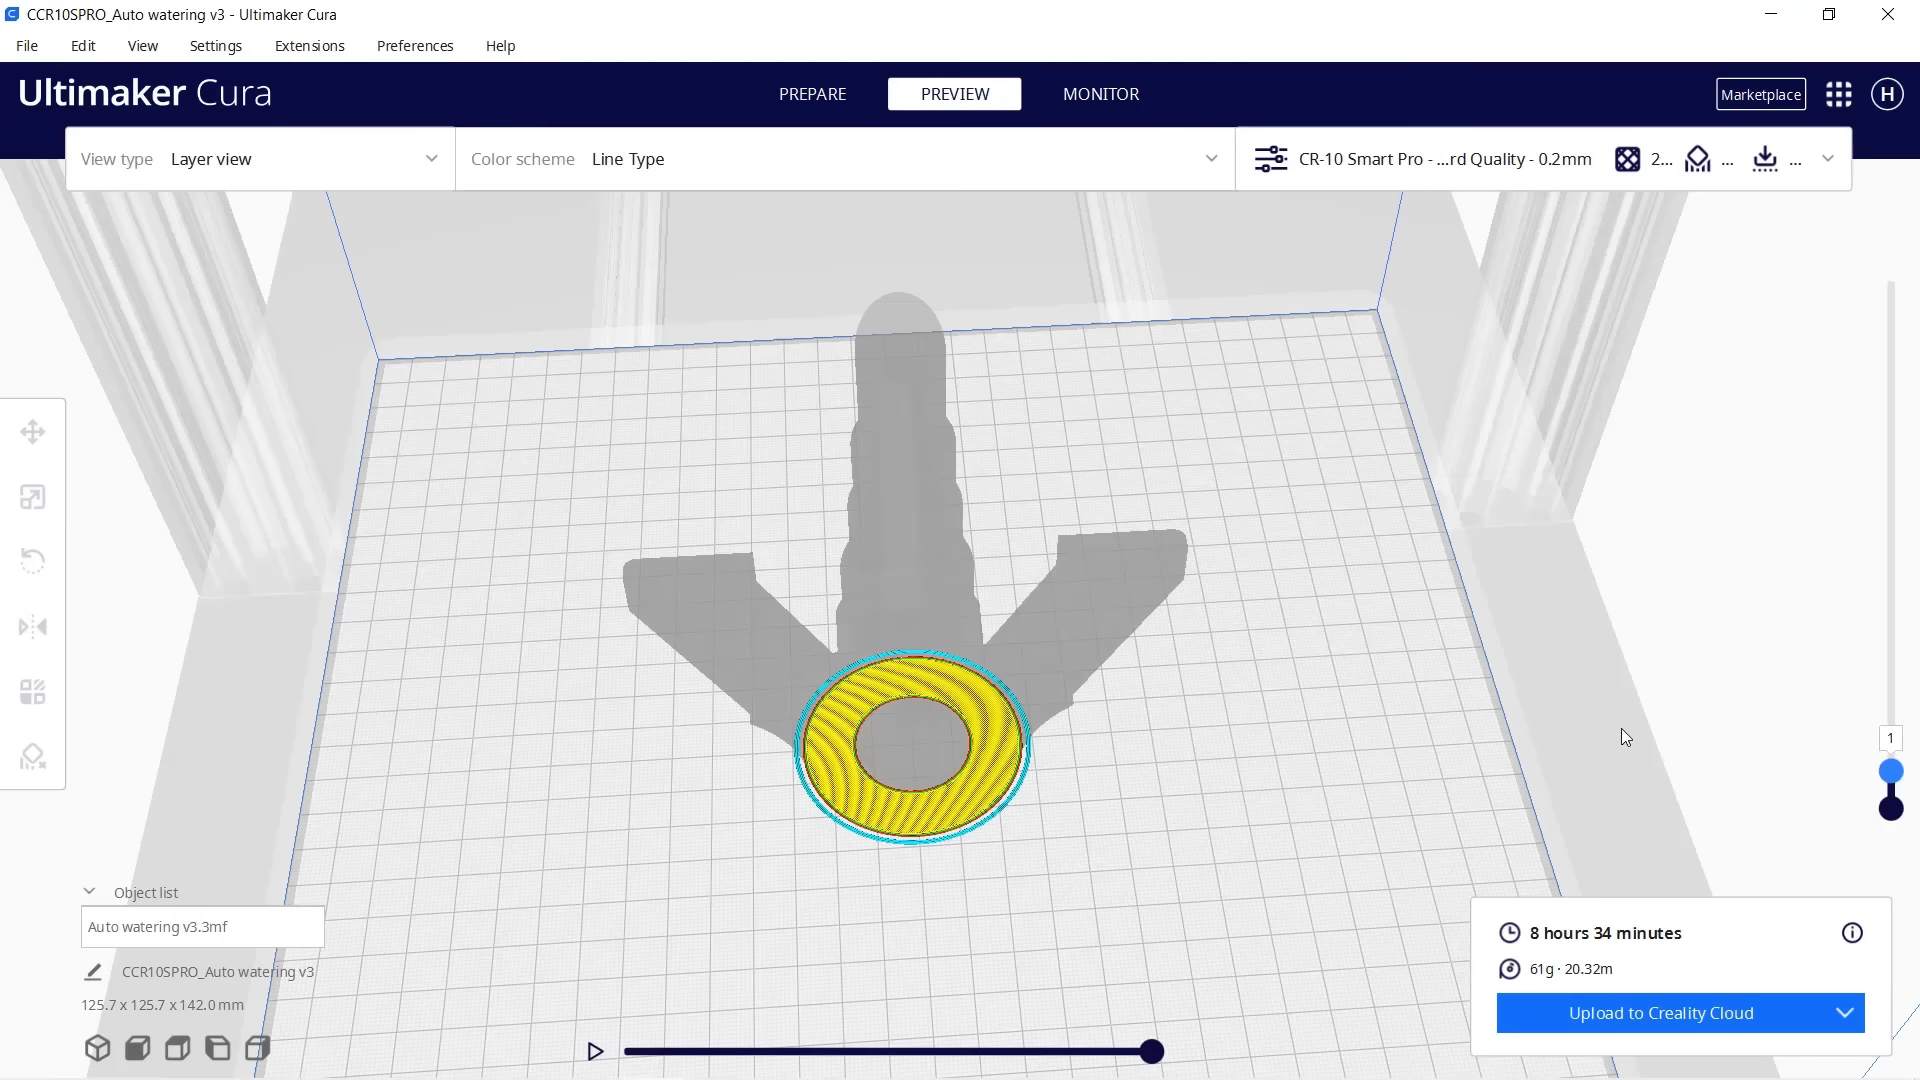 CCR10SPRO_Auto watering v3 - Ultimaker Cura
File Edit View Settings Extensions Preferences Help
Ultimaker Cura PREPARE PREVIEW MONITOR Marketplace H
View type Layer view Color scheme Line Type CR-10 Smart Pro - ...rd Quality - 0.2mm 2... ... ...
1
Object list
Auto watering v3.3mf
CCR10SPRO_Auto watering v3
125.7 x 125.7 x 142.0 mm
8 hours 34 minutes
61g · 20.32m
Upload to Creality Cloud